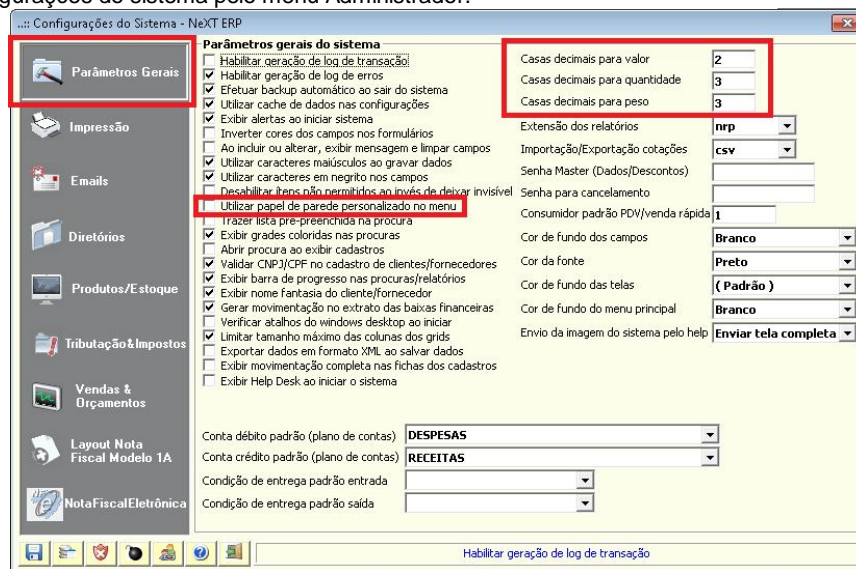 gurações do sistema pelo menu Administrador.
..:: Configurações do Sistema - NeXT ERP
Parâmetros Gerais
Impressão
Emails
Diretórios
Produtos/Estoque
Tributação&Impostos
Vendas &
Orçamentos
Layout Nota
Fiscal Modelo 1A
NotaFiscalEletrônica
Parâmetros gerais do sistema
Habilitar geração de log de transação
Habilitar geração de log de erros
Efetuar backup automático ao sair do sistema
Utilizar cache de dados nas configurações
Exibir alertas ao iniciar sistema
Inverter cores dos campos nos formulários
Ao incluir ou alterar, exibir mensagem e limpar campos
Utilizar caracteres maiúsculos ao gravar dados
Utilizar caracteres em negrito nos campos
Desabilitar ítens não permitidos ao invés de deixar invisível
Utilizar papel de parede personalizado no menu
Trazer lista pré-preenchida na procura
Exibir grades coloridas nas procuras
Abrir procura ao exibir cadastros
Validar CNPJ/CPF no cadastro de clientes/fornecedores
Exibir barra de progresso nas procuras/relatórios
Exibir nome fantasia do cliente/fornecedor
Gerar movimentação no extrato das baixas financeiras
Verificar atalhos do windows desktop ao iniciar
Limitar tamanho máximo das colunas dos grids
Exportar dados em formato XML ao salvar dados
Exibir movimentação completa nas fichas dos cadastros
Exibir Help Desk ao iniciar o sistema
Casas decimais para valor 2
Casas decimais para quantidade 3
Casas decimais para peso 3
Extensão dos relatórios nrp
Importação/Exportação cotações csv
Senha Master (Dados/Descontos)
Senha para cancelamento
Consumidor padrão PDV/venda rápida 1
Cor de fundo dos campos Branco
Cor da fonte Preto
Cor de fundo das telas ( Padrão )
Cor de fundo do menu principal Branco
Envio da imagem do sistema pelo help Enviar tela completa
Conta débito padrão (plano de contas) DESPESAS
Conta crédito padrão (plano de contas) RECEITAS
Condição de entrega padrão entrada
Condição de entrega padrão saída
Habilitar geração de log de transação